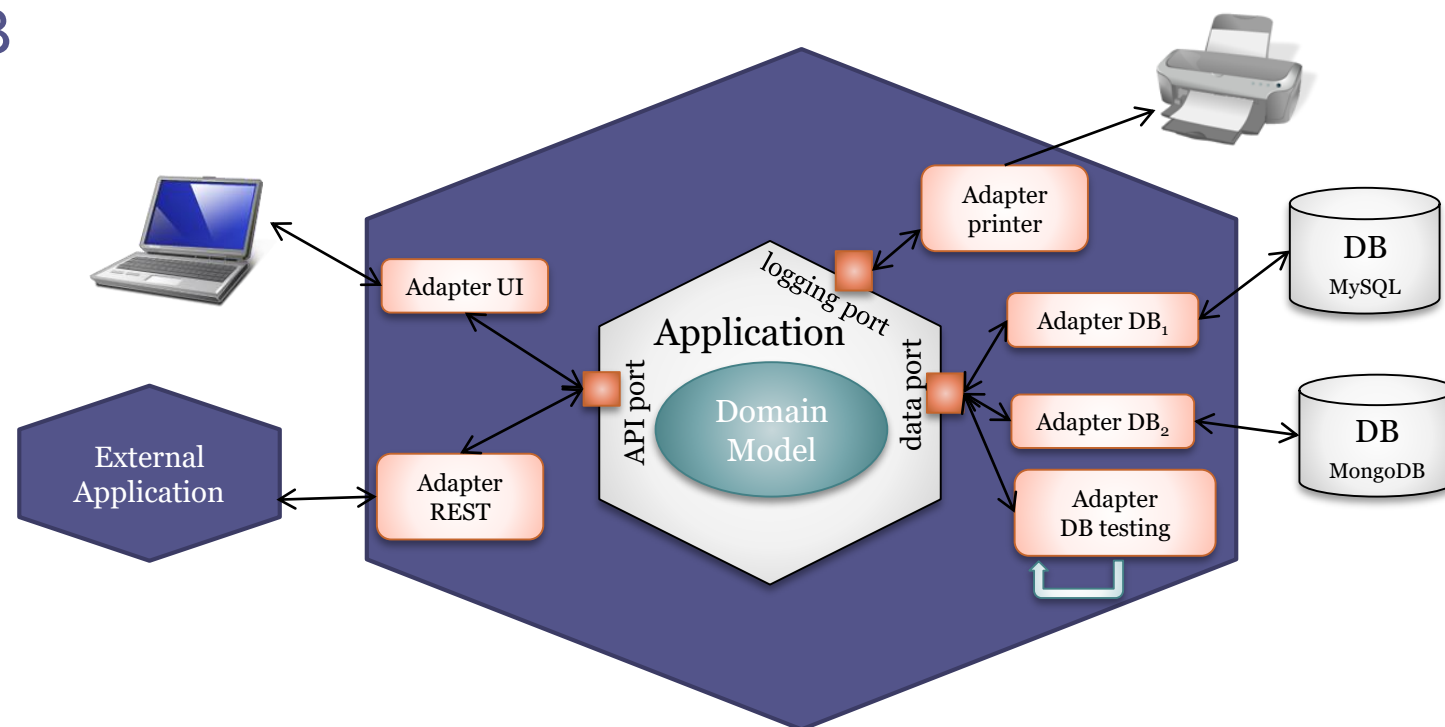 3
Adapter
printer
logging port
DB
MySQL
Adapter UI
Adapter DB₁
Application
API port
data port
Domain
Model
Adapter DB₂
DB
MongoDB
External
Application
Adapter
REST
Adapter
DB testing